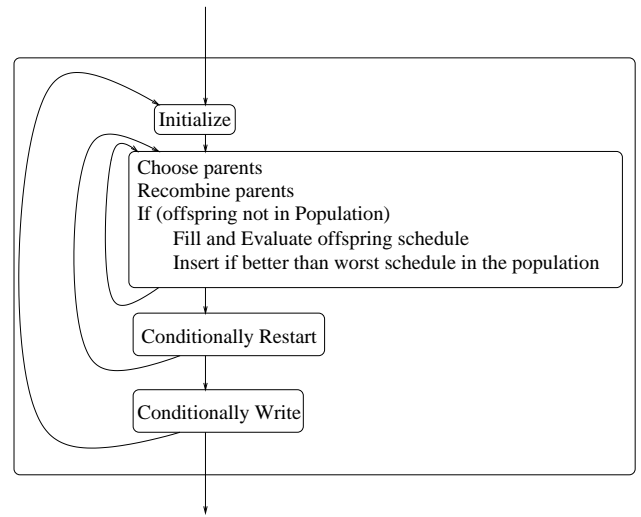 Initialize
Choose parents
Recombine parents
If (offspring not in Population)
Fill and Evaluate offspring schedule
Insert if better than worst schedule in the population
Conditionally Restart
Conditionally Write